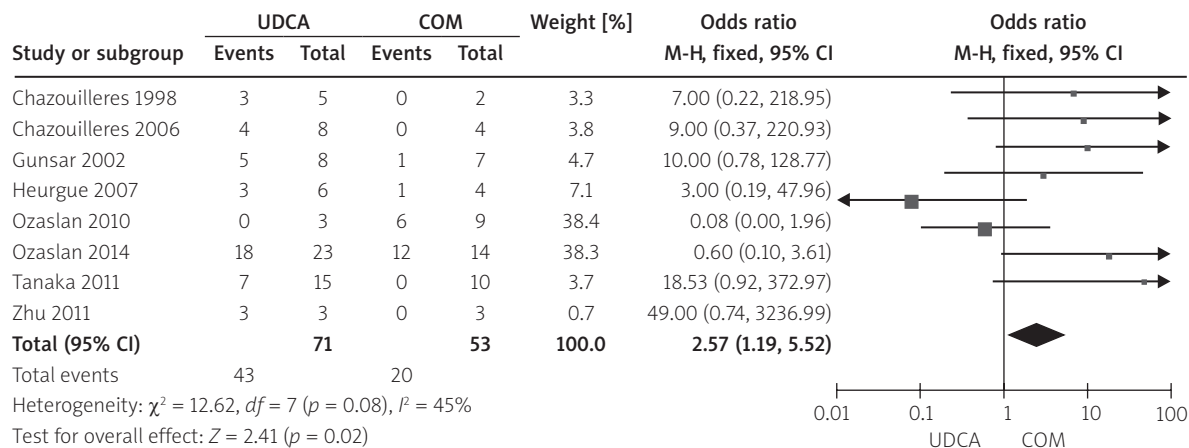 UDCA COM Weight [%] Odds ratio Odds ratio
Study or subgroup Events Total Events Total M-H, fixed, 95% CI M-H, fixed, 95% CI
Chazouilleres 1998 3 5 0 2 3.3 7.00 (0.22, 218.95)
Chazouilleres 2006 4 8 0 4 3.8 9.00 (0.37, 220.93)
Gunsar 2002 5 8 1 7 4.7 10.00 (0.78, 128.77)
Heurgue 2007 3 6 1 4 7.1 3.00 (0.19, 47.96)
Ozaslan 2010 0 3 6 9 38.4 0.08 (0.00, 1.96)
Ozaslan 2014 18 23 12 14 38.3 0.60 (0.10, 3.61)
Tanaka 2011 7 15 0 10 3.7 18.53 (0.92, 372.97)
Zhu 2011 3 3 0 3 0.7 49.00 (0.74, 3236.99)
Total (95% CI) 71 53 100.0 2.57 (1.19, 5.52)
Total events 43 20
Heterogeneity: χ² = 12.62, df = 7 (p = 0.08), I² = 45%
Test for overall effect: Z = 2.41 (p = 0.02)
0.01 0.1 1 10 100
UDCA COM